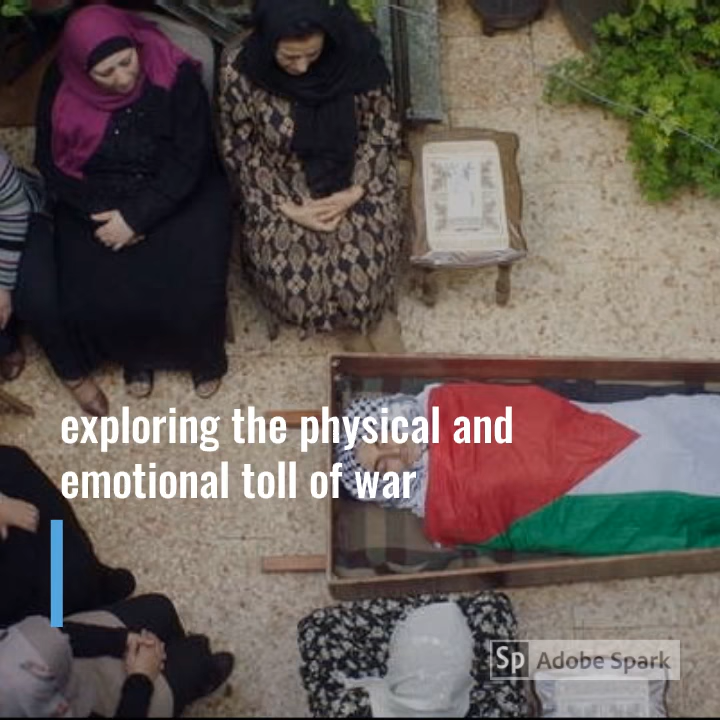 exploring the physical and
emotional toll of war
Sp Adobe Spark